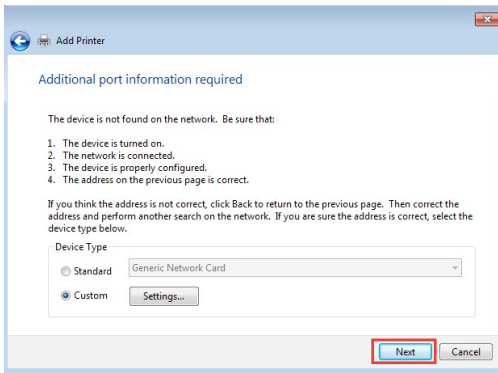 Add Printer
Additional port information required
The device is not found on the network.  Be sure that:
1.  The device is turned on.
2.  The network is connected.
3.  The device is properly configured.
4.  The address on the previous page is correct.
If you think the address is not correct, click Back to return to the previous page.  Then correct the
address and perform another search on the network.  If you are sure the address is correct, select the
device type below.
Device Type
Standard
Generic Network Card
Custom
Settings...
Next
Cancel